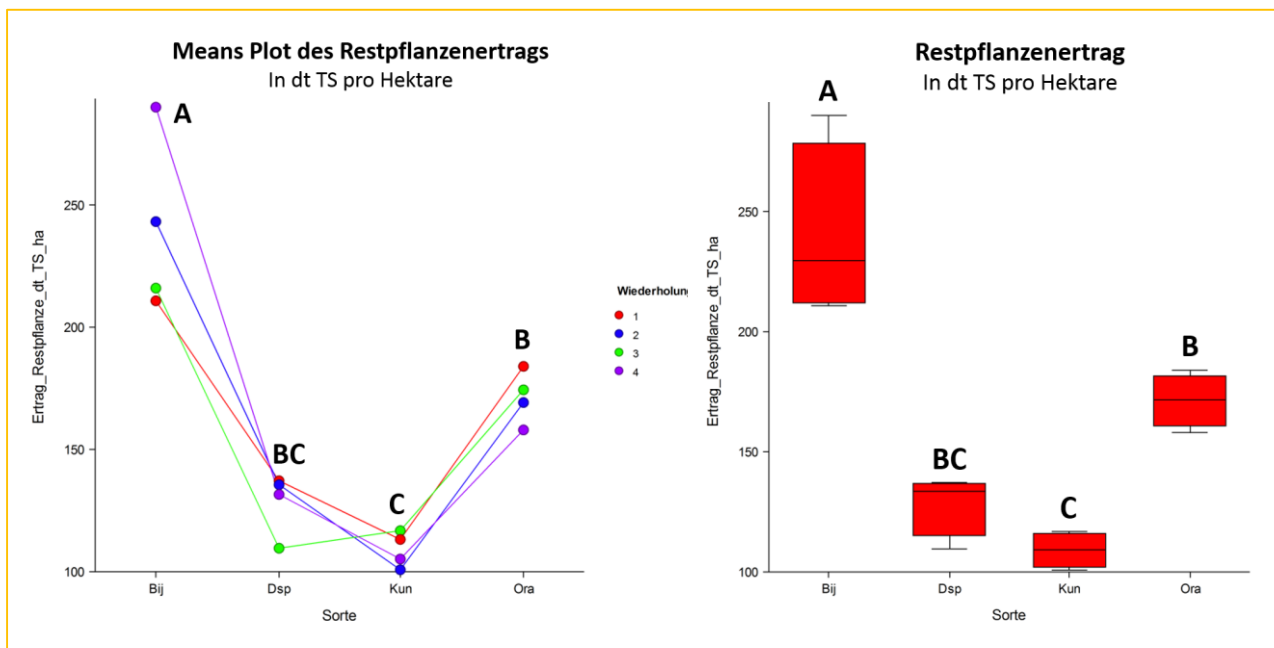 Means Plot des Restpflanzenertrags
In dt TS pro Hektare
A
250
200
150
100
Ertrag_Restpflanze_dt_TS_ha
BC
C
B
Bij
Dsp
Kun
Ora
Sorte
Wiederholun
1
2
3
4
Restpflanzenertrag
In dt TS pro Hektare
A
250
200
150
100
Ertrag_Restpflanze_dt_TS_ha
BC
C
B
Bij
Dsp
Kun
Ora
Sorte